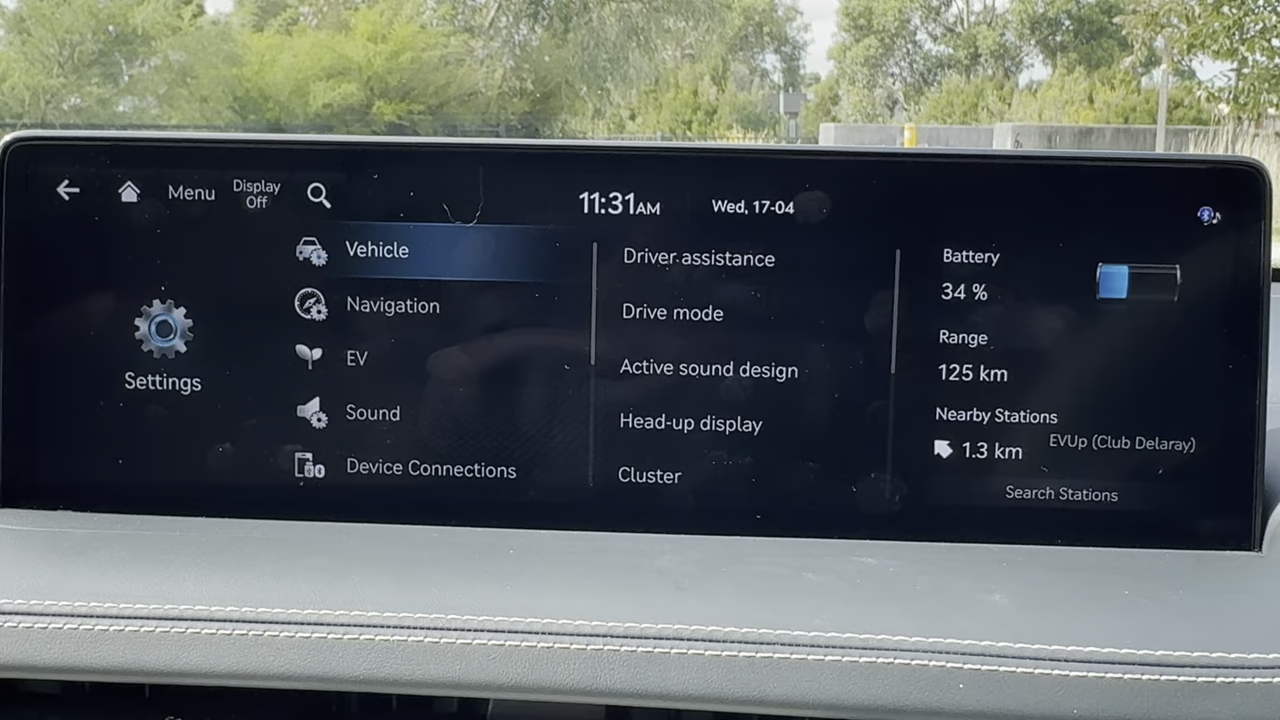 Menu
Display
Off
11:31AM
Wed, 17-04
Settings
Vehicle
Navigation
EV
Sound
Device Connections
Driver assistance
Drive mode
Active sound design
Head-up display
Cluster
Battery
34 %
Range
125 km
Nearby Stations
1.3 km
EVUp (Club Delaray)
Search Stations